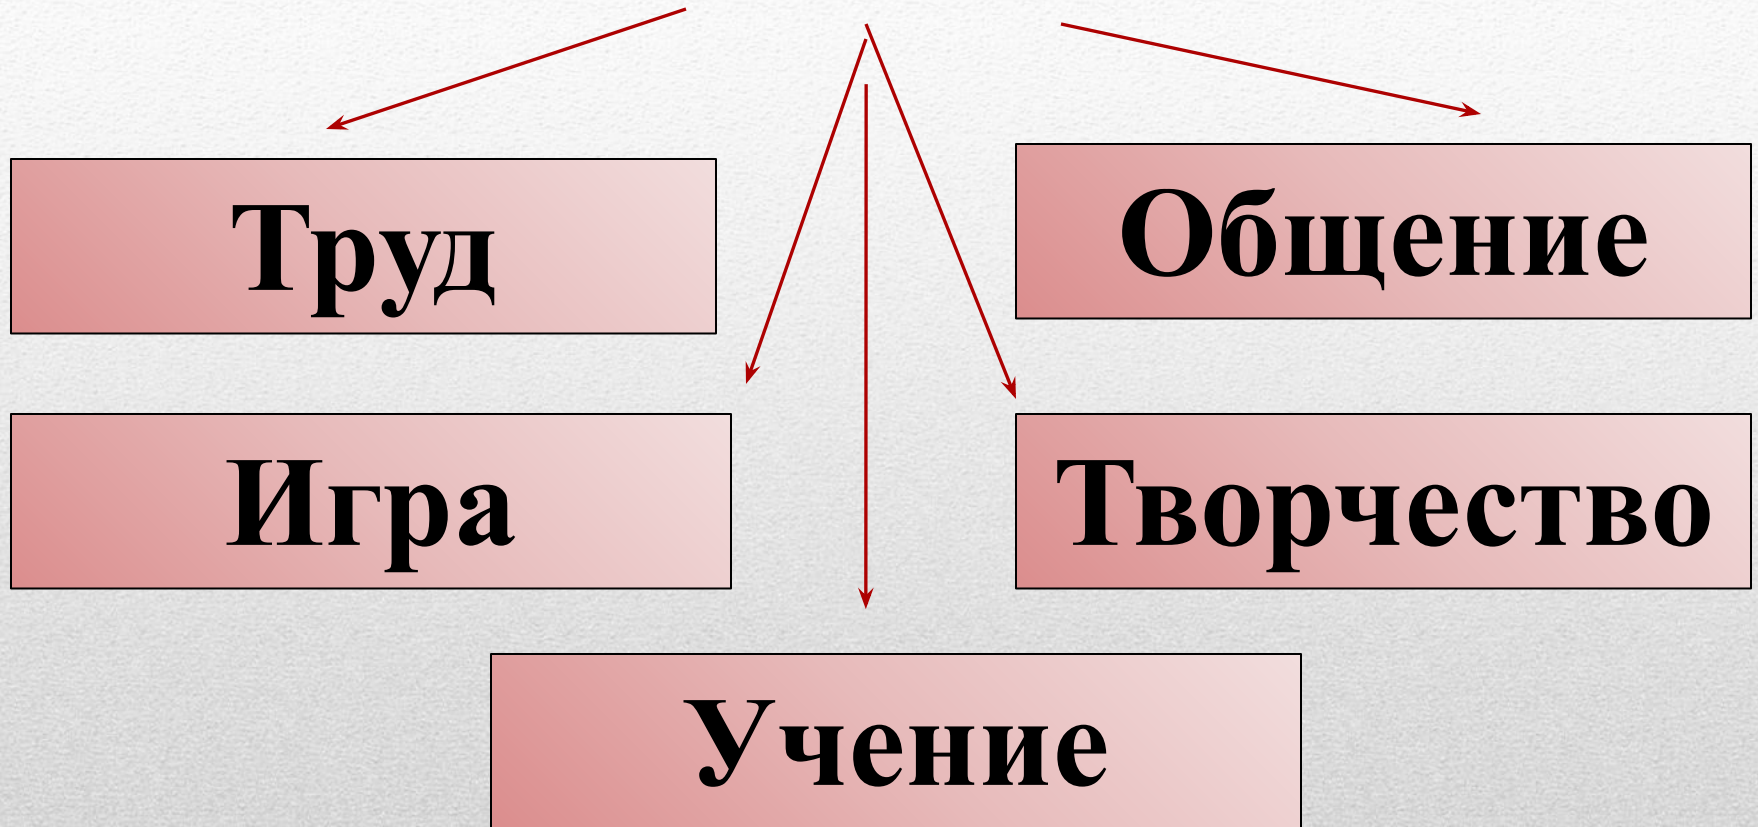 Труд
Общение
Игра
Творчество
Учение